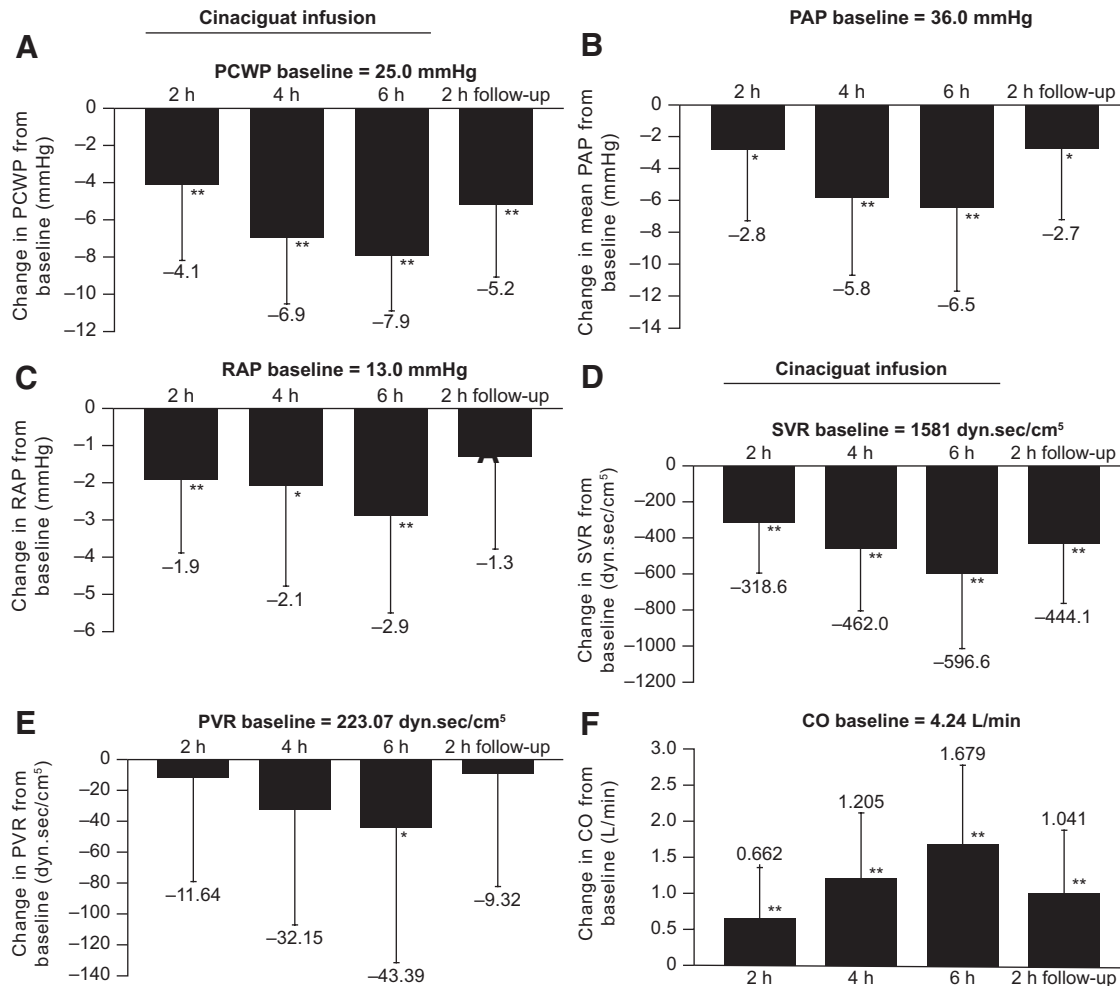 Cinaciguat infusion
A
PCWP baseline = 25.0 mmHg
2 h 4 h 6 h 2 h follow-up
Change in PCWP from
baseline (mmHg)
0
–2
–4
–6
–8
–10
–12
** ** ** **
–4.1
–6.9
–7.9
–5.2
B
PAP baseline = 36.0 mmHg
2 h 4 h 6 h 2 h follow-up
Change in mean PAP from
baseline (mmHg)
0
–2
–4
–6
–8
–10
–12
–14
* ** ** *
–2.8
–5.8
–6.5
–2.7
C
RAP baseline = 13.0 mmHg
2 h 4 h 6 h 2 h follow-up
Change in RAP from
baseline (mmHg)
0
–1
–2
–3
–4
–5
–6
** * **
–1.9
–2.1
–2.9
–1.3
D
Cinaciguat infusion
SVR baseline = 1581 dyn.sec/cm⁵
2 h 4 h 6 h 2 h follow-up
Change in SVR from
baseline (dyn.sec/cm⁵)
0
–200
–400
–600
–800
–1000
–1200
** ** ** **
–318.6
–462.0
–596.6
–444.1
E
PVR baseline = 223.07 dyn.sec/cm⁵
2 h 4 h 6 h 2 h follow-up
Change in PVR from
baseline (dyn.sec/cm⁵)
0
–20
–40
–60
–80
–100
–120
–140
*
–11.64
–32.15
–43.39
–9.32
F
CO baseline = 4.24 L/min
Change in CO from
baseline (L/min)
3.0
2.5
2.0
1.5
1.0
0.5
0
0.662
1.205
1.679
1.041
** ** ** **
2 h 4 h 6 h 2 h follow-up